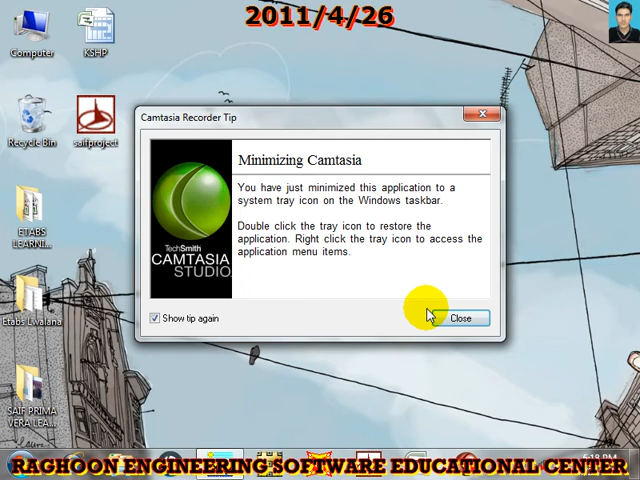 2011/4/26
Computer
KSHP
Recycle Bin
saifproject
ETABS
LEARNI...
Etabs Lwalana
SAIF PRIMA
VERA LEA...
Camtasia Recorder Tip
Minimizing Camtasia
You have just minimized this application to a
system tray icon on the Windows taskbar.
Double click the tray icon to restore the
application. Right click the tray icon to access the
application menu items.
TechSmith
CAMTASIA
STUDIO
Show tip again
Close
6:18 PM
RAGHOON ENGINEERING SOFTWARE EDUCATIONAL CENTER